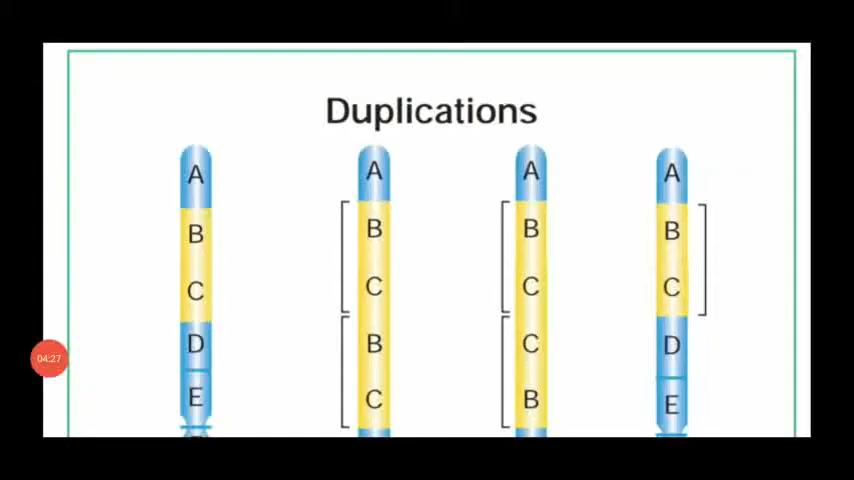 Duplications
A A A A
B B B B
C C C C
D B C D
E C B E
04:27